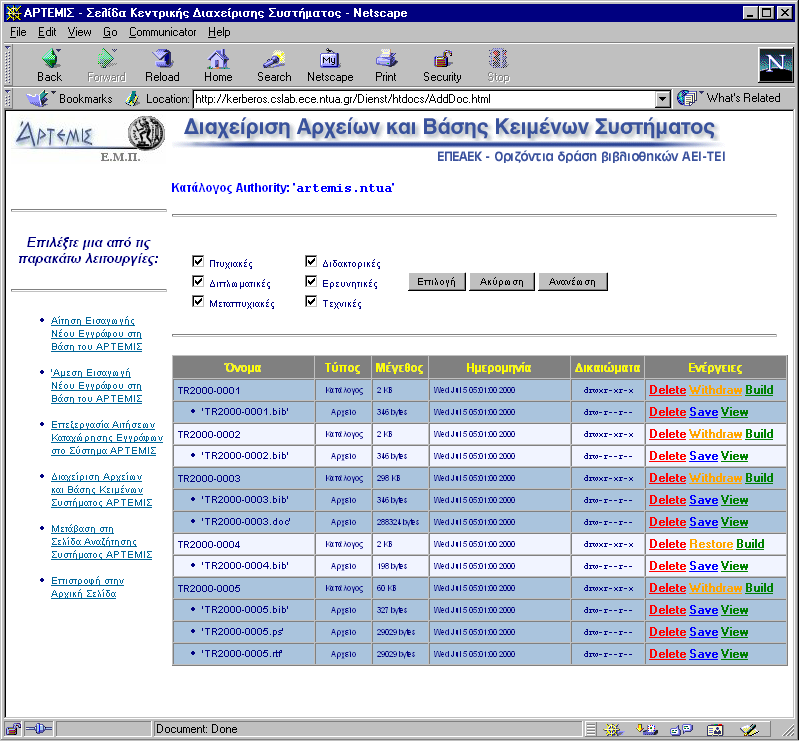 ΑΡΤΕΜΙΣ - Σελίδα Κεντρικής Διαχείρισης Συστήματος - Netscape
File Edit View Go Communicator Help
Back Forward Reload Home Search Netscape Print Security Stop
Bookmarks Location: http://kerberos.cslab.ece.ntua.gr/Dienst/htdocs/AddDoc.html What's Related
ΆΡΤΕΜΙΣ
Ε.Μ.Π.
Διαχείριση Αρχείων και Βάσης Κειμένων Συστήματος
ΕΠΕΑΕΚ - Οριζόντια δράση βιβλιοθηκών ΑΕΙ-ΤΕΙ
Επιλέξτε μια από τις
παρακάτω λειτουργίες:
Αίτηση Εισαγωγής
Νέου Εγγράφου στη
Βάση του ΑΡΤΕΜΙΣ
'Αμεση Εισαγωγή
Νέου Εγγράφου στη
Βάση του ΑΡΤΕΜΙΣ
Επεξεργασία Αιτήσεων
Καταχώρησης Εγγράφων
στο Σύστημα ΑΡΤΕΜΙΣ
Διαχείριση Αρχείων
και Βάσης Κειμένων
Συστήματος ΑΡΤΕΜΙΣ
Μετάβαση στη
Σελίδα Αναζήτησης
Συστήματος ΑΡΤΕΜΙΣ
Επιστροφή στην
Αρχική Σελίδα
Κατάλογος Authority: 'artemis.ntua'
Πτυχιακές Διδακτορικές
Διπλωματικές Ερευνητικές Επιλογή Ακύρωση Ανανέωση
Μεταπτυχιακές Τεχνικές
Όνομα Τύπος Μέγεθος Ημερομηνία Δικαιώματα Ενέργειες
TR2000-0001 Κατάλογος 2 KB Wed Jul 5 05:01:00 2000 drwxr-xr-x Delete Withdraw Build
'TR2000-0001.bib' Αρχείο 346 bytes Wed Jul 5 05:01:00 2000 drw-r--r-- Delete Save View
TR2000-0002 Κατάλογος 2 KB Wed Jul 5 05:01:00 2000 drwxr-xr-x Delete Withdraw Build
'TR2000-0002.bib' Αρχείο 346 bytes Wed Jul 5 05:01:00 2000 drw-r--r-- Delete Save View
TR2000-0003 Κατάλογος 298 KB Wed Jul 5 05:01:00 2000 drwxr-xr-x Delete Withdraw Build
'TR2000-0003.bib' Αρχείο 346 bytes Wed Jul 5 05:01:00 2000 drw-r--r-- Delete Save View
'TR2000-0003.doc' Αρχείο 288324 bytes Wed Jul 5 05:01:00 2000 drw-r--r-- Delete Save View
TR2000-0004 Κατάλογος 2 KB Wed Jul 5 05:01:00 2000 drwxr-xr-x Delete Restore Build
'TR2000-0004.bib' Αρχείο 198 bytes Wed Jul 5 05:01:00 2000 drw-r--r-- Delete Save View
TR2000-0005 Κατάλογος 60 KB Wed Jul 5 05:01:00 2000 drwxr-xr-x Delete Withdraw Build
'TR2000-0005.bib' Αρχείο 327 bytes Wed Jul 5 05:01:00 2000 drw-r--r-- Delete Save View
'TR2000-0005.ps' Αρχείο 29029 bytes Wed Jul 5 05:01:00 2000 drw-r--r-- Delete Save View
'TR2000-0005.rtf' Αρχείο 29029 bytes Wed Jul 5 05:01:00 2000 drw-r--r-- Delete Save View
Document: Done